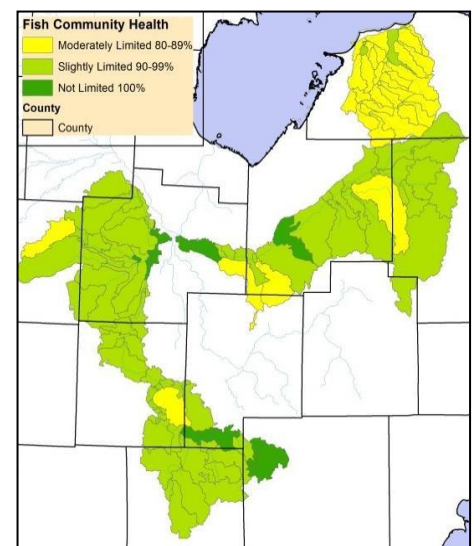 Fish Community Health
Moderately Limited 80-89%
Slightly Limited 90-99%
Not Limited 100%
County
County